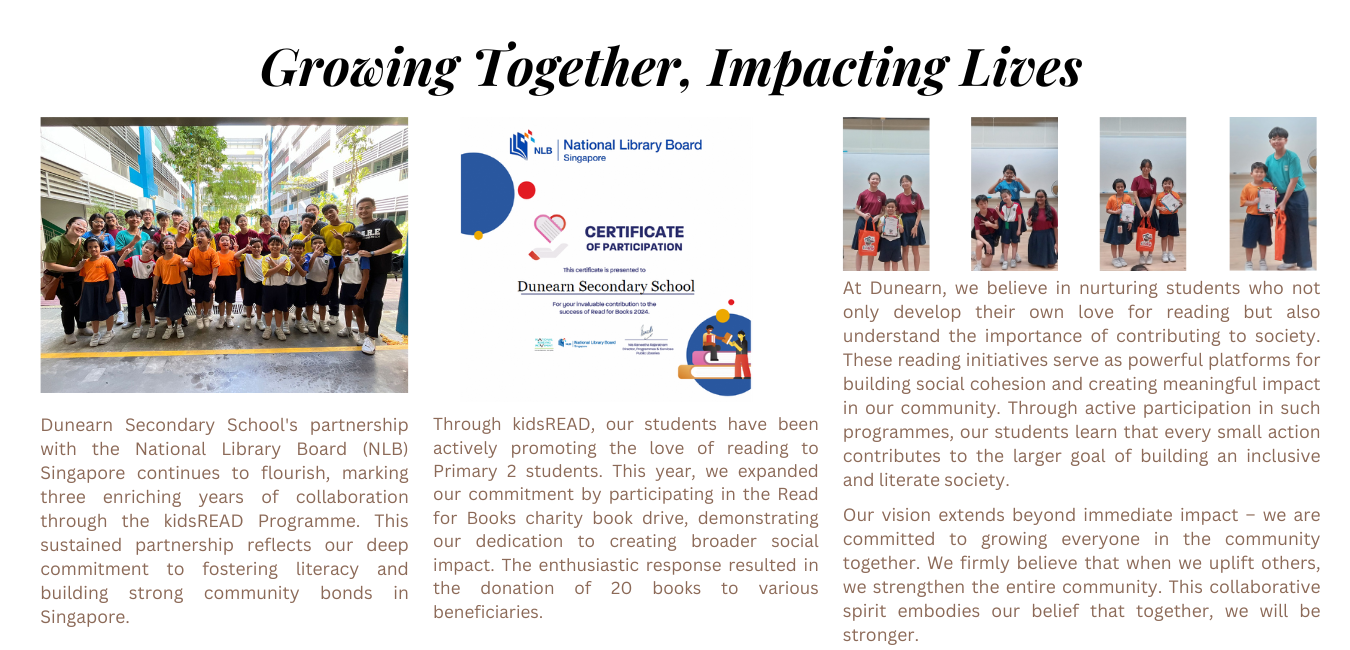 Growing Together, Impacting Lives
NLB
National Library Board
Singapore
CERTIFICATE
OF PARTICIPATION
This certificate is presented to
Dunearn Secondary School
For your invaluable contribution to the
success of Read for Books 2024.
National Library Board
Singapore
Public Libraries
Dunearn Secondary School's partnership
with the National Library Board (NLB)
Singapore continues to flourish, marking
three enriching years of collaboration
through the kidsREAD Programme. This
sustained partnership reflects our deep
commitment to fostering literacy and
building strong community bonds in
Singapore.
Through kidsREAD, our students have been
actively promoting the love of reading to
Primary 2 students. This year, we expanded
our commitment by participating in the Read
for Books charity book drive, demonstrating
our dedication to creating broader social
impact. The enthusiastic response resulted in
the donation of 20 books to various
beneficiaries.
At Dunearn, we believe in nurturing students who not
only develop their own love for reading but also
understand the importance of contributing to society.
These reading initiatives serve as powerful platforms for
building social cohesion and creating meaningful impact
in our community. Through active participation in such
programmes, our students learn that every small action
contributes to the larger goal of building an inclusive
and literate society.
Our vision extends beyond immediate impact – we are
committed to growing everyone in the community
together. We firmly believe that when we uplift others,
we strengthen the entire community. This collaborative
spirit embodies our belief that together, we will be
stronger.